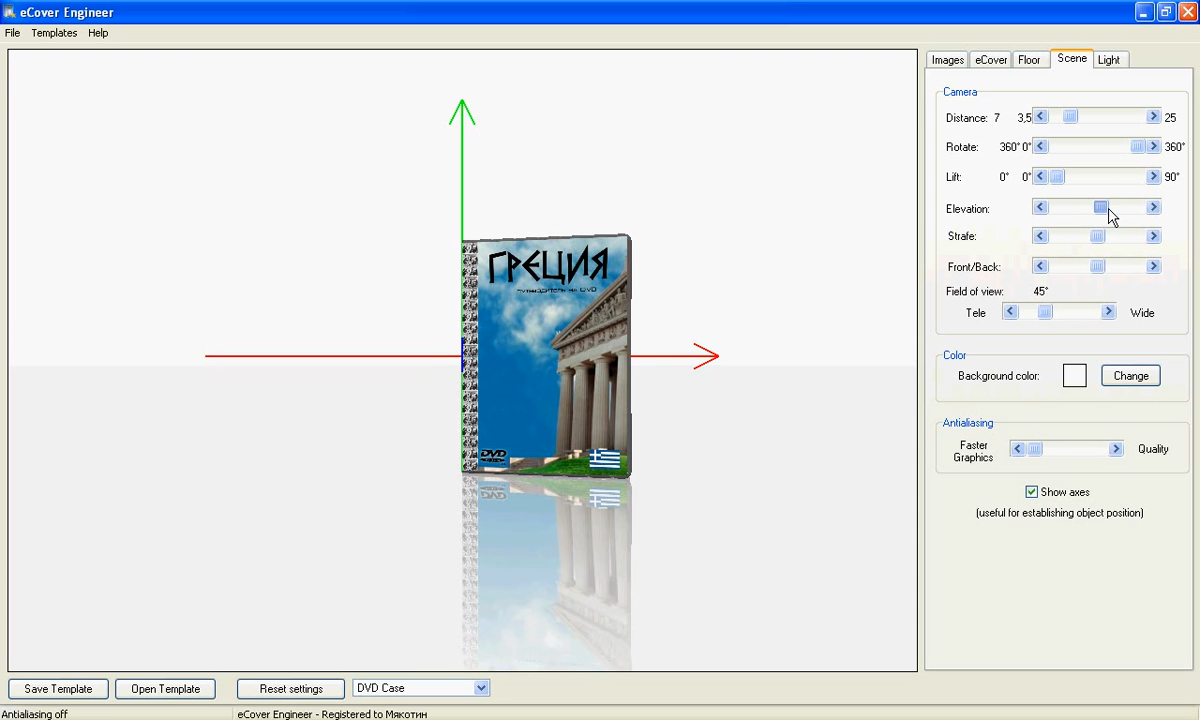 eCover Engineer
File Templates Help
Images eCover Floor Scene Light
Camera
Distance: 7 3,5 25
Rotate: 360° 0° 360°
Lift: 0° 0° 90°
Elevation:
Strafe:
Front/Back:
Field of view: 45°
Tele Wide
Color
Background color: Change
Antialiasing
Faster Graphics Quality
Show axes
(useful for establishing object position)
ГРЕЦИЯ
ПУТЕВОДИТЕЛЬ НА DVD
DVD
Save Template Open Template Reset settings DVD Case
Antialiasing off eCover Engineer - Registered to Мякотин